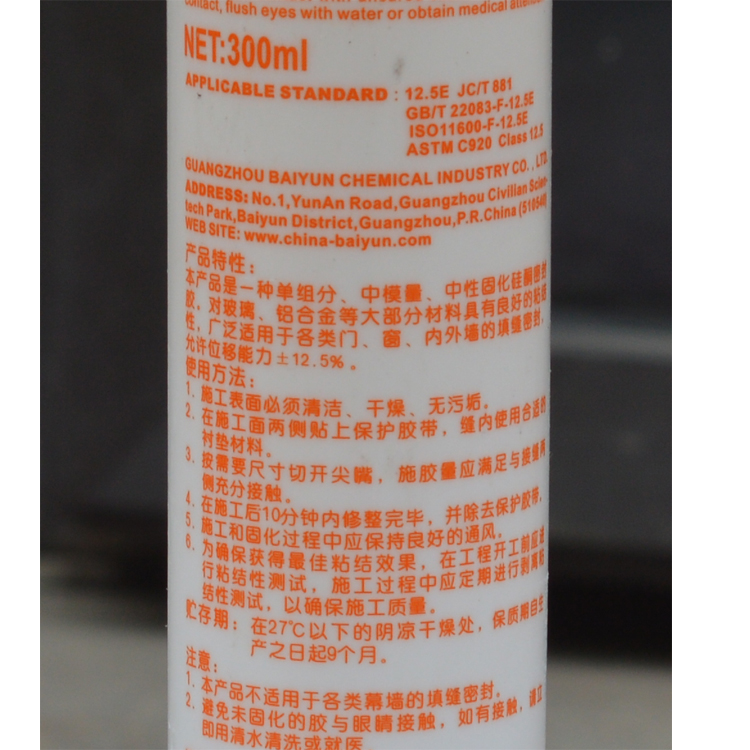 contact, flush eyes with water or obtain medical
NET:300ml
APPLICABLE STANDARD : 12.5E JC/T 881
GB/T 22083-F-12.5E
ISO11600-F-12.5E
ASTM C920 Class 12.5
GUANGZHOU BAIYUN CHEMICAL INDUSTRY CO. , LTD.
ADDRESS: No.1,YunAn Road,Guangzhou Civilian Scien-
tech Park,Baiyun District,Guangzhou,P.R.China (510540)
WEB SITE: www.china-baiyun.com
产品特性：
本产品是一种单组分、中模量、中性固化硅酮密封
胶，对玻璃、铝合金等大部分材料具有良好的粘结
性，广泛适用于各类门、窗、内外墙的填缝密封，
允许位移能力±12.5% 。
使用方法：
1. 施工表面必须清洁、干燥、无污垢。
2. 在施工面两侧贴上保护胶带，缝内使用合适的
衬垫材料。
3. 按需要尺寸切开尖嘴，施胶量应满足与接缝两
侧充分接触。
4. 在施工后10分钟内修整完毕，并除去保护胶带。
5. 施工和固化过程中应保持良好的通风。
6. 为确保获得最佳粘结效果，在工程开工前应进
行粘结性测试，施工过程中应定期进行剥离粘
结性测试，以确保施工质量。
贮存期：在27℃以下的阴凉干燥处，保质期自生
产之日起9个月。
注意：
1. 本产品不适用于各类幕墙的填缝密封。
2. 避免未固化的胶与眼睛接触，如有接触，请立
即用清水清洗或就医。